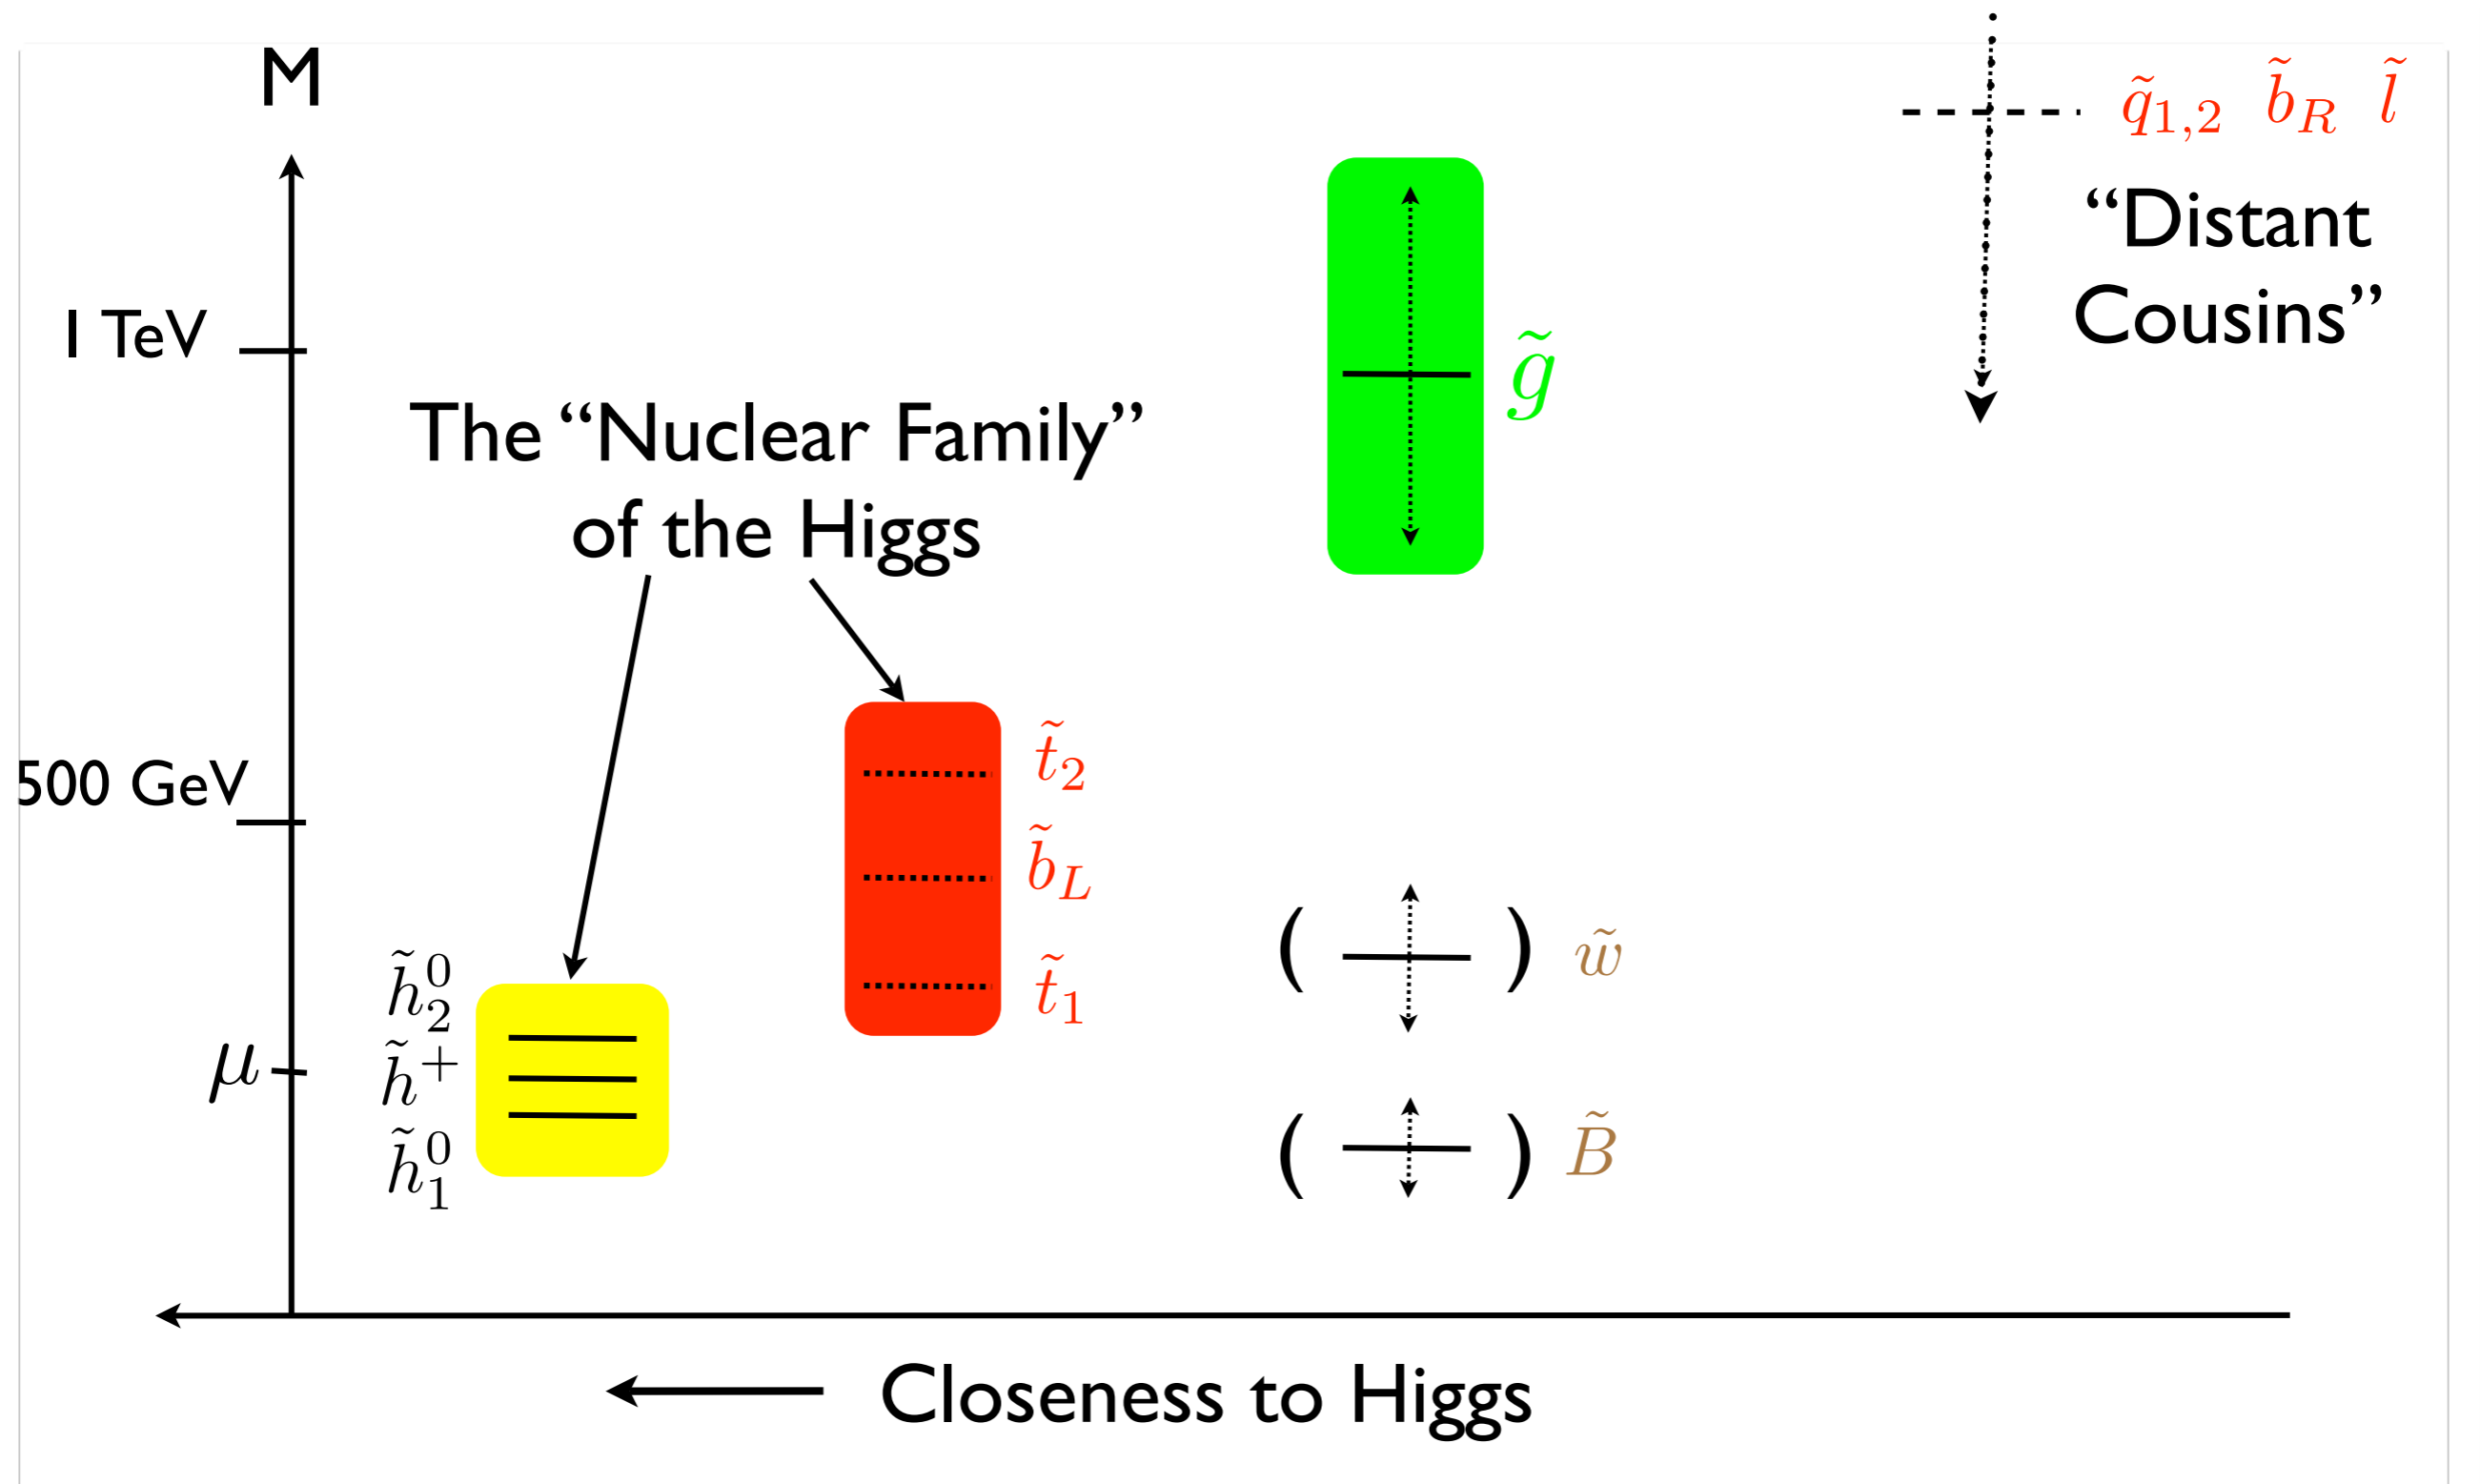 M
q̃1,2 b̃R l̃
“Distant
Cousins”
1 TeV
g̃
The “Nuclear Family”
of the Higgs
500 GeV
t̃2
b̃L
t̃1
( ) w̃
h̃⁰₂
μ
h̃⁺
h̃⁰₁
( ) B̃
Closeness to Higgs